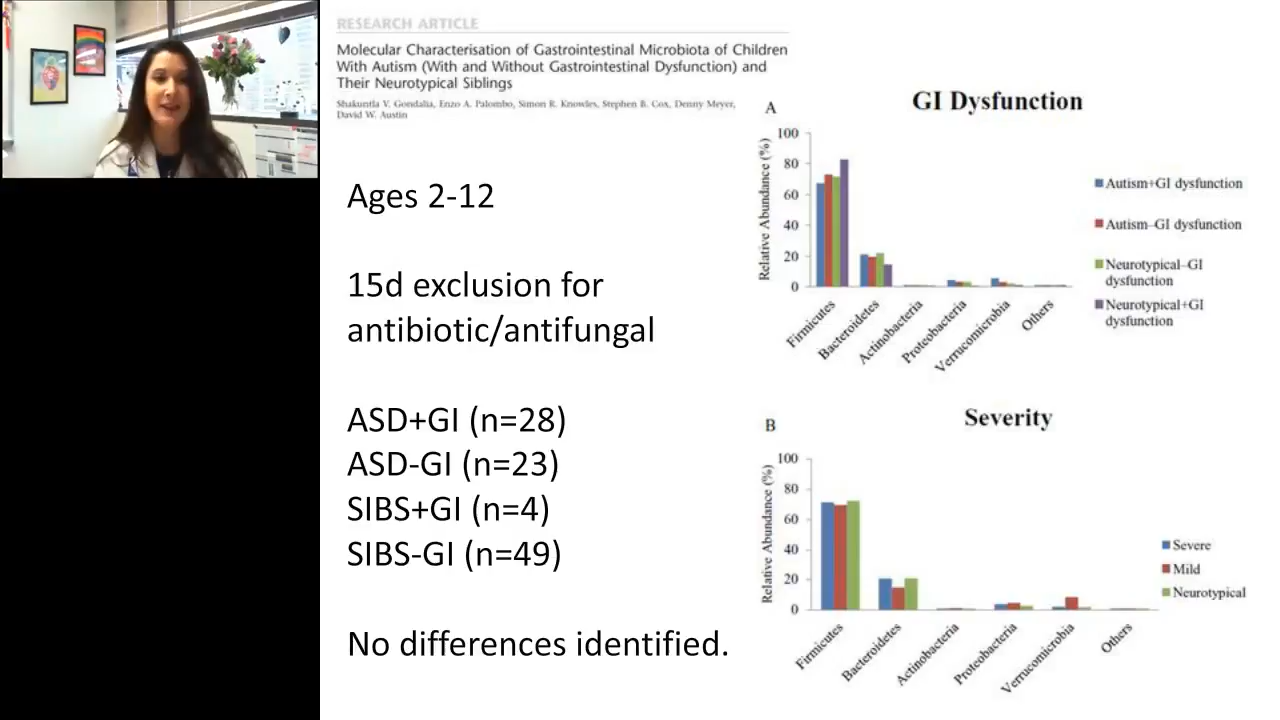 RESEARCH ARTICLE
Molecular Characterisation of Gastrointestinal Microbiota of Children
With Autism (With and Without Gastrointestinal Dysfunction) and
Their Neurotypical Siblings
Shakuntla V. Gondalia, Enzo A. Palombo, Simon R. Knowles, Stephen B. Cox, Denny Meyer,
David W. Austin
Ages 2-12
15d exclusion for
antibiotic/antifungal
ASD+GI (n=28)
ASD-GI (n=23)
SIBS+GI (n=4)
SIBS-GI (n=49)
No differences identified.
A
GI Dysfunction
Relative Abundance (%)
100
80
60
40
20
0
Firmicutes
Bacteroidetes
Actinobacteria
Proteobacteria
Verrucomicrobia
Others
Autism+GI dysfunction
Autism–GI dysfunction
Neurotypical–GI
dysfunction
Neurotypical+GI
dysfunction
B
Severity
Relative Abundance (%)
100
80
60
40
20
0
Firmicutes
Bacteroidetes
Actinobacteria
Proteobacteria
Verrucomicrobia
Others
Severe
Mild
Neurotypical